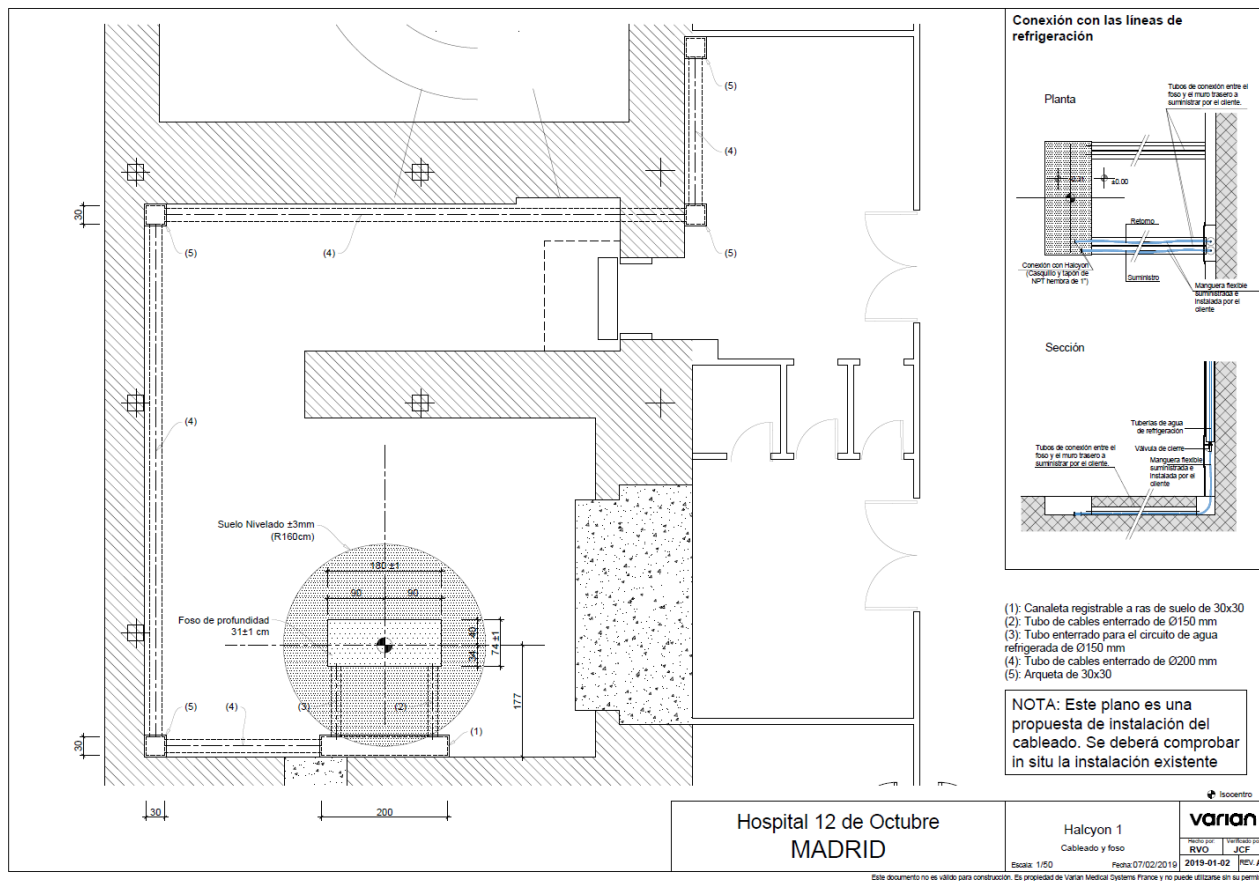 Conexión con las líneas de
refrigeración
Planta
Tubos de conexión entre el
foso y el muro trasero a
suministrar por el cliente.
±0.00
Retorno
Conexión con Halcyon
(Casquillo y tapón de
NPT hembra de 1")
Suministro
Manguera flexible
suministrada e
instalada por el
cliente
Sección
Tuberías de agua
de refrigeración
Válvula de cierre
Tubos de conexión entre el
foso y el muro trasero a
suministrar por el cliente.
Manguera flexible
suministrada e
instalada por el
cliente
(5)
(4)
30
(5)
(4)
(5)
(4)
Suelo Nivelado ±3mm
(R160cm)
180 ±1
90
90
Foso de profundidad
31±1 cm
40
34
74 ±1
177
(5)
(4)
(3)
(2)
(1)
30
30
200
(1): Canaleta registrable a ras de suelo de 30x30
(2): Tubo de cables enterrado de Ø150 mm
(3): Tubo enterrado para el circuito de agua
refrigerada de Ø150 mm
(4): Tubo de cables enterrado de Ø200 mm
(5): Arqueta de 30x30
NOTA: Este plano es una
propuesta de instalación del
cableado. Se deberá comprobar
in situ la instalación existente
Isocentro
Hospital 12 de Octubre
MADRID
Halcyon 1
Cableado y foso
Escala: 1/50
Fecha:07/02/2019
varian
Hecho por:
Verificado por
RVO
JCF
2019-01-02
REV. A
Este documento no es válido para construcción. Es propiedad de Varian Medical Systems France y no puede utilizarse sin su